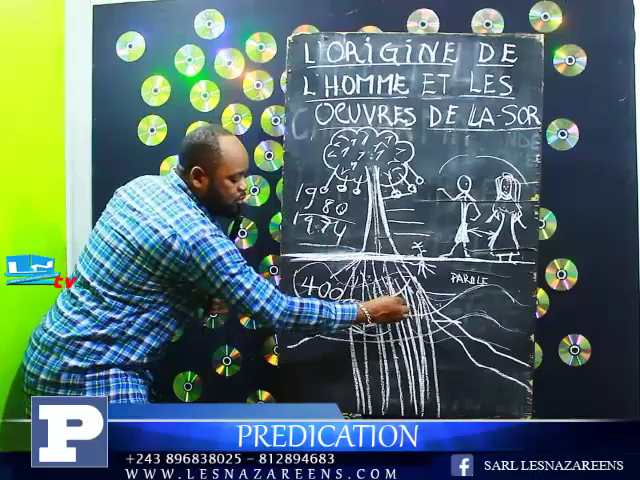 L'ORIGINE DE
L'HOMME ET LES
OEUVRES DE LA-SOR
1980
1974
400
PAROLE
TV
P
PREDICATION
+243 896838025 - 812894683
WWW.LESNAZAREENS.COM
f SARL LESNAZAREENS